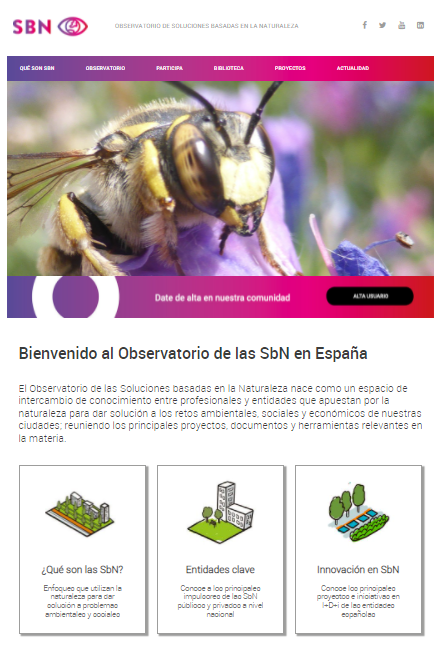 SBN
OBSERVATORIO DE SOLUCIONES BASADAS EN LA NATURALEZA
QUÉ SON SBN OBSERVATORIO PARTICIPA BIBLIOTECA PROYECTOS ACTUALIDAD
Date de alta en nuestra comunidad
ALTA USUARIO
Bienvenido al Observatorio de las SbN en España
El Observatorio de las Soluciones basadas en la Naturaleza nace como un espacio de
intercambio de conocimiento entre profesionales y entidades que apuestan por la
naturaleza para dar solución a los retos ambientales, sociales y económicos de nuestras
ciudades; reuniendo los principales proyectos, documentos y herramientas relevantes en
la materia.
¿Qué son las SbN?
Enfoques que utilizan la
naturaleza para dar
solución a problemas
ambientales y sociales
Entidades clave
Conoce a los principales
impulsores de las SbN
públicos y privados a nivel
nacional
Innovación en SbN
Conoce los principales
proyectos e iniciativas en
I+D+i de las entidades
españolas